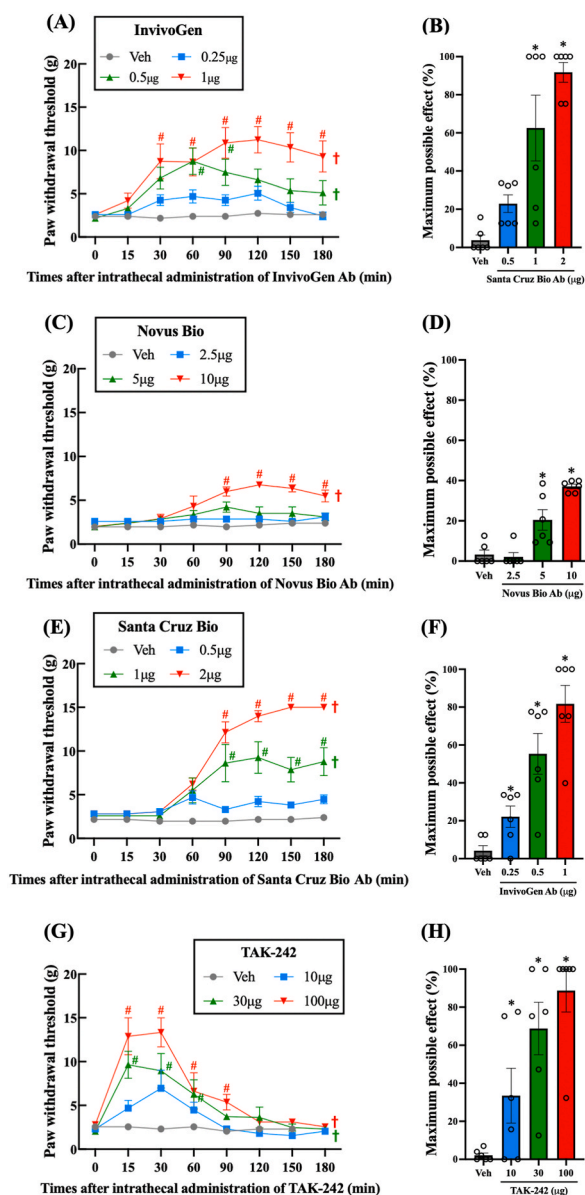 (A)
InvivoGen
Veh 0.25μg
0.5μg 1μg
Paw withdrawal threshold (g)
20
15
10
5
0
# # # # # #
# #
†
†
0 15 30 60 90 120 150 180
Times after intrathecal administration of InvivoGen Ab (min)
(B)
Maximum possible effect (%)
100
80
60
40
20
0
* *
Veh 0.5 1 2
Santa Cruz Bio Ab (μg)
(C)
Novus Bio
Veh 2.5μg
5μg 10μg
Paw withdrawal threshold (g)
20
15
10
5
0
# # # #
†
0 15 30 60 90 120 150 180
Times after intrathecal administration of Novus Bio Ab (min)
(D)
Maximum possible effect (%)
100
80
60
40
20
0
* *
Veh 2.5 5 10
Novus Bio Ab (μg)
(E)
Santa Cruz Bio
Veh 0.5μg
1μg 2μg
Paw withdrawal threshold (g)
20
15
10
5
0
# # # #
# # # #
†
†
0 15 30 60 90 120 150 180
Times after intrathecal administration of Santa Cruz Bio Ab (min)
(F)
Maximum possible effect (%)
100
80
60
40
20
0
* * *
Veh 0.25 0.5 1
InvivoGen Ab (μg)
(G)
TAK-242
Veh 10μg
30μg 100μg
Paw withdrawal threshold (g)
20
15
10
5
0
# # # #
# # #
†
†
0 15 30 60 90 120 150 180
Times after intrathecal administration of TAK-242 (min)
(H)
Maximum possible effect (%)
100
80
60
40
20
0
* * *
Veh 10 30 100
TAK-242 (μg)